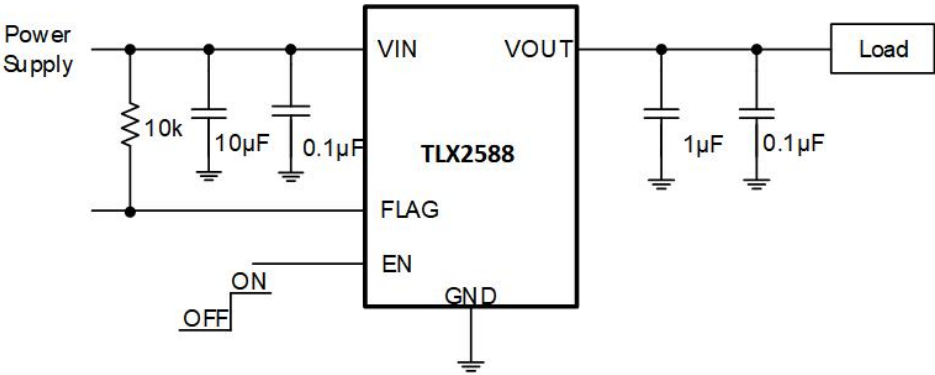 Power
Supply
VIN
VOUT
Load
10k
10µF
0.1µF
TLX2588
1µF
0.1µF
FLAG
EN
ON
OFF
GND